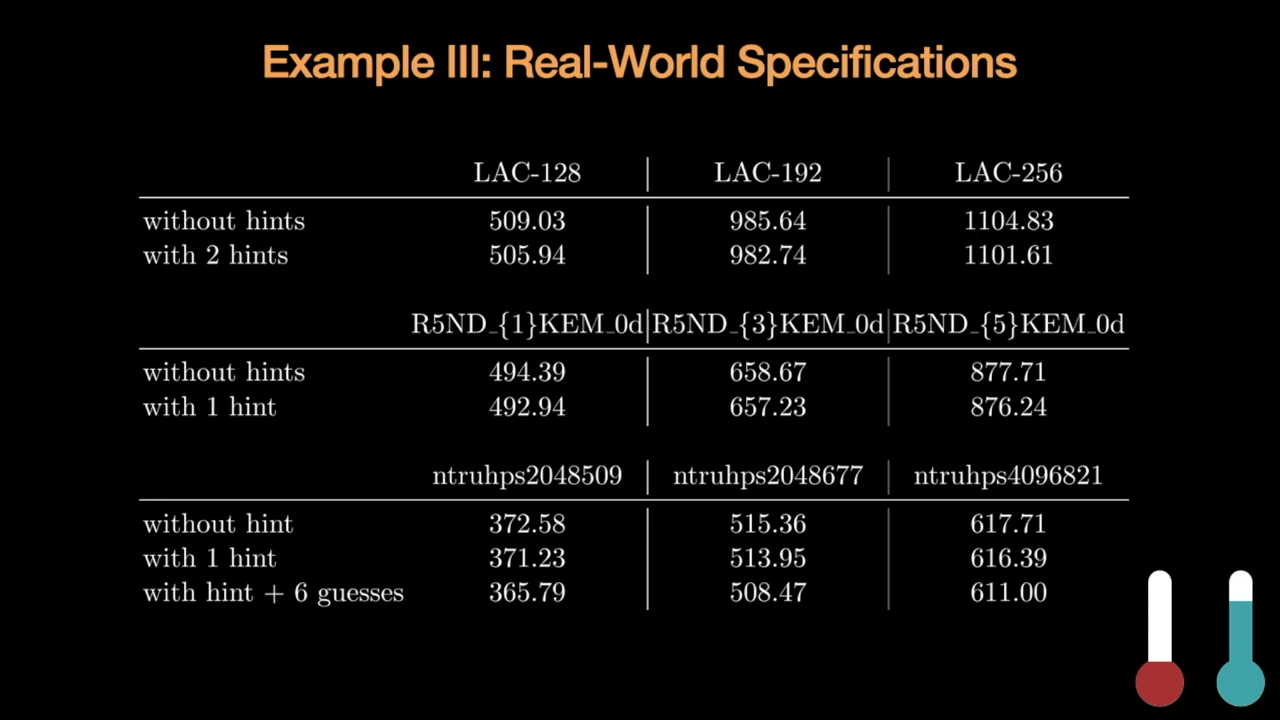 Example III: Real-World Specifications
LAC-128 LAC-192 LAC-256
without hints 509.03 985.64 1104.83
with 2 hints 505.94 982.74 1101.61
R5ND_{1}KEM_0d R5ND_{3}KEM_0d R5ND_{5}KEM_0d
without hints 494.39 658.67 877.71
with 1 hint 492.94 657.23 876.24
ntruhps2048509 ntruhps2048677 ntruhps4096821
without hint 372.58 515.36 617.71
with 1 hint 371.23 513.95 616.39
with hint + 6 guesses 365.79 508.47 611.00